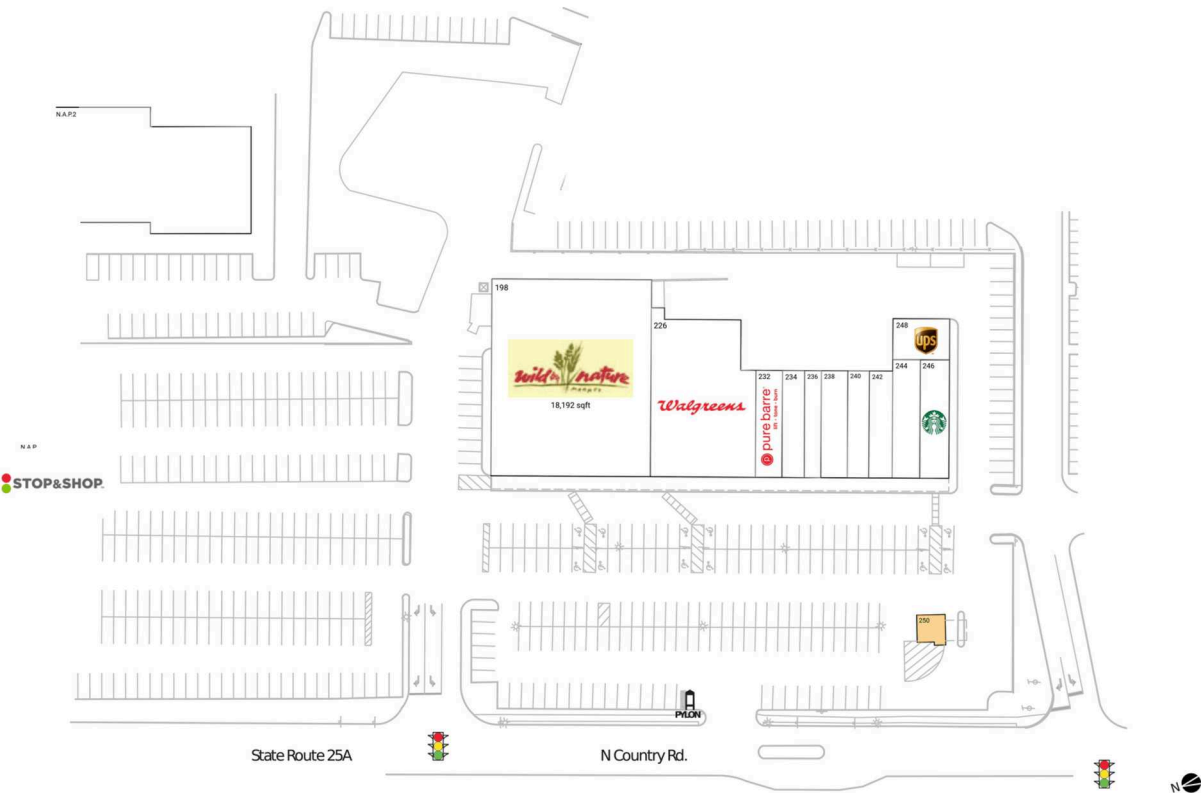 N.A.P.2
198
226
248
ups
wild by nature
market
18,192 sqft
Walgreens
232
234
236
238
240
242
244
246
pure barre
lift • tone • burn
N.A.P.
STOP&SHOP
250
PYLON
State Route 25A
N Country Rd.
N